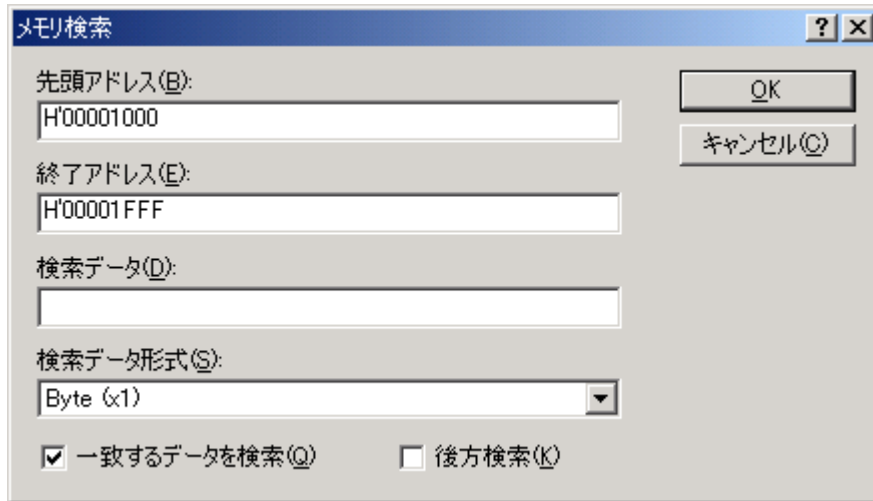 メモリ検索
先頭アドレス(B):
H'00001000
OK
キャンセル(C)
終了アドレス(E):
H'00001FFF
検索データ(D):
検索データ形式(S):
Byte (x1)
一致するデータを検索(Q)
後方検索(K)